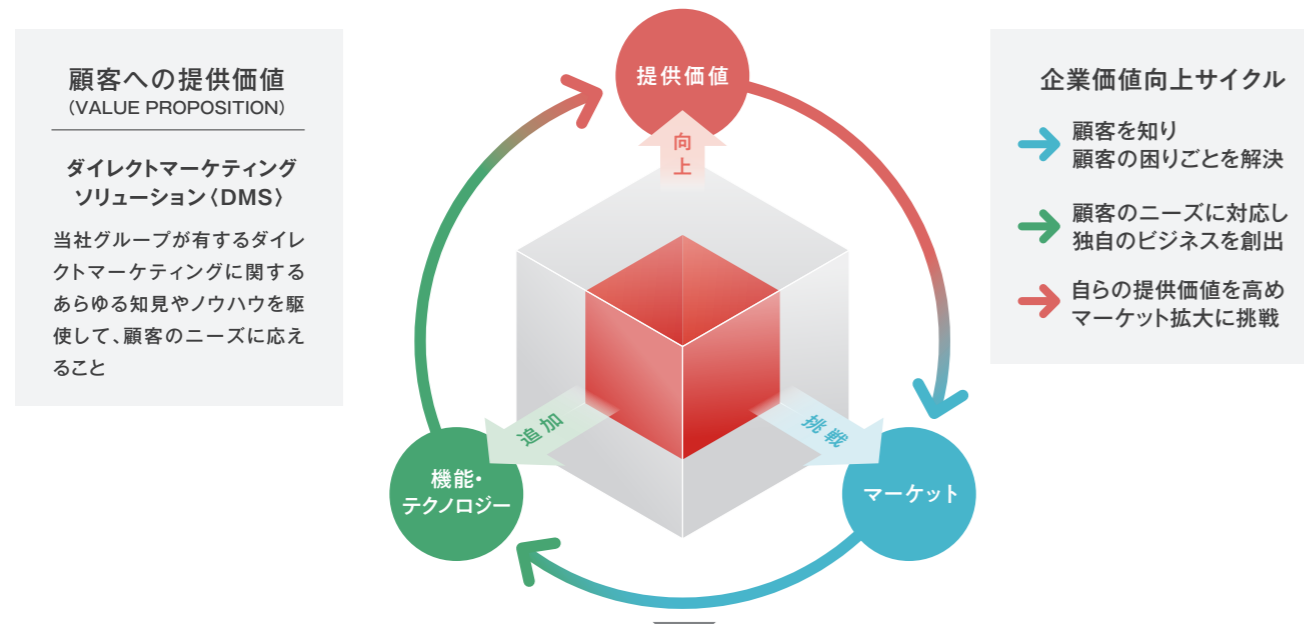 顧客への提供価値
(VALUE PROPOSITION)
ダイレクトマーケティング
ソリューション〈DMS〉
当社グループが有するダイレ
クトマーケティングに関する
あらゆる知見やノウハウを駆
使して、顧客のニーズに応え
ること
提供価値
向
上
追加
挑戦
機能・
テクノロジー
マーケット
企業価値向上サイクル
顧客を知り
顧客の困りごとを解決
顧客のニーズに対応し
独自のビジネスを創出
自らの提供価値を高め
マーケット拡大に挑戦